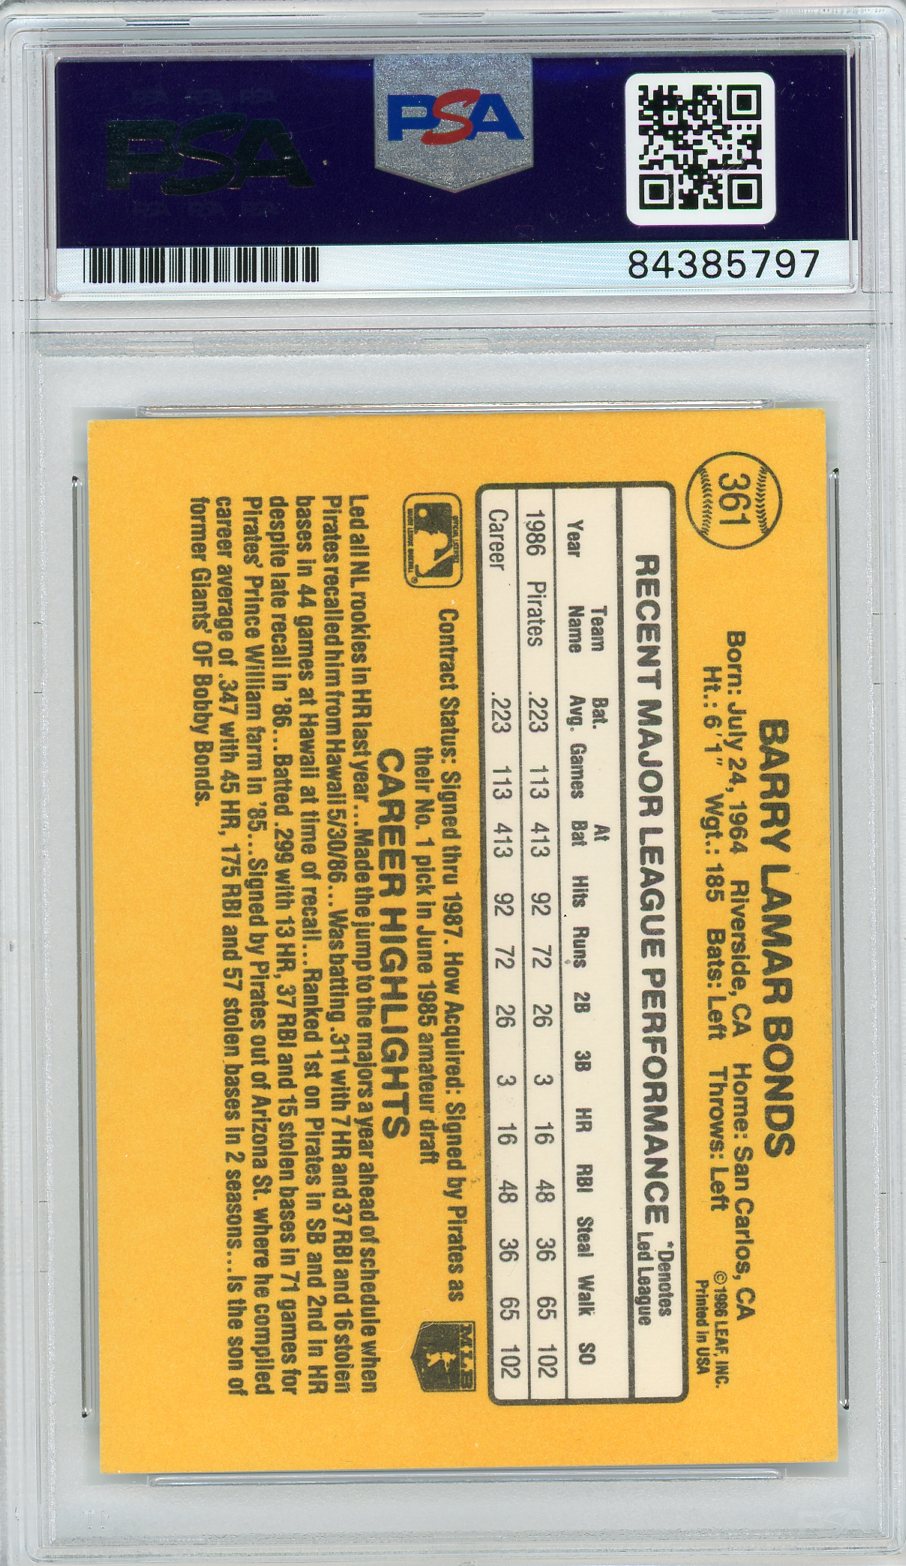 PSA
PSA
84385797
361
BARRY LAMAR BONDS
Born: July 24, 1964 Riverside, CA Home: San Carlos, CA
Ht.: 6'1" Wgt.: 185 Bats: Left Throws: Left
©1986 LEAF, INC.
Printed in USA
RECENT MAJOR LEAGUE PERFORMANCE
*Denotes
Led League
Year Team Name Bat. Avg. Games At Bat Hits Runs 2B 3B HR RBI Steal Walk SO
1986 Pirates .223 113 413 92 72 26 3 16 48 36 65 102
Career .223 113 413 92 72 26 3 16 48 36 65 102
Contract Status: Signed thru 1987. How Acquired: Signed by Pirates as
their No. 1 pick in June 1985 amateur draft
MLB
CAREER HIGHLIGHTS
Led all NL rookies in HR last year...Made the jump to the majors a year ahead of schedule when
Pirates recalled him from Hawaii 5/30/86...Was batting .311 with 7 HR and 37 RBI and 16 stolen
bases in 44 games at Hawaii at time of recall...Ranked 1st on Pirates in SB and 2nd in HR
despite late recall in '86...Batted .299 with 13 HR, 37 RBI and 15 stolen bases in 71 games for
Pirates' Prince William farm in '85...Signed by Pirates out of Arizona St. where he compiled
career average of .347 with 45 HR, 175 RBI and 57 stolen bases in 2 seasons...Is the son of
former Giants' OF Bobby Bonds.